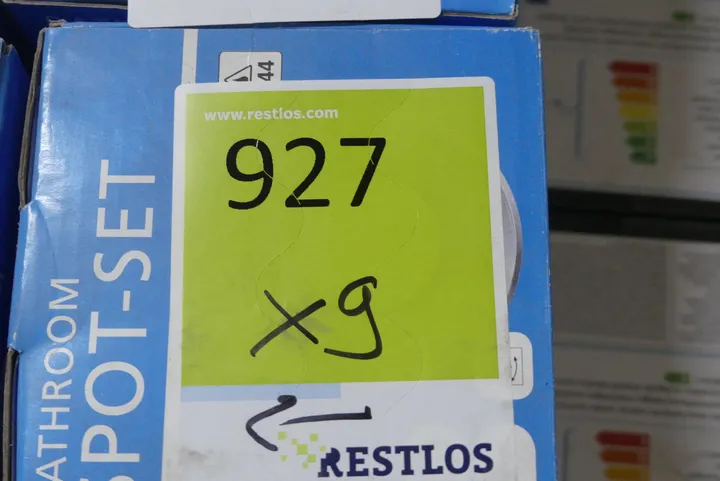 44
www.restlos.com
927
x9
RESTLOS
ATHROOM
SPOT-SET